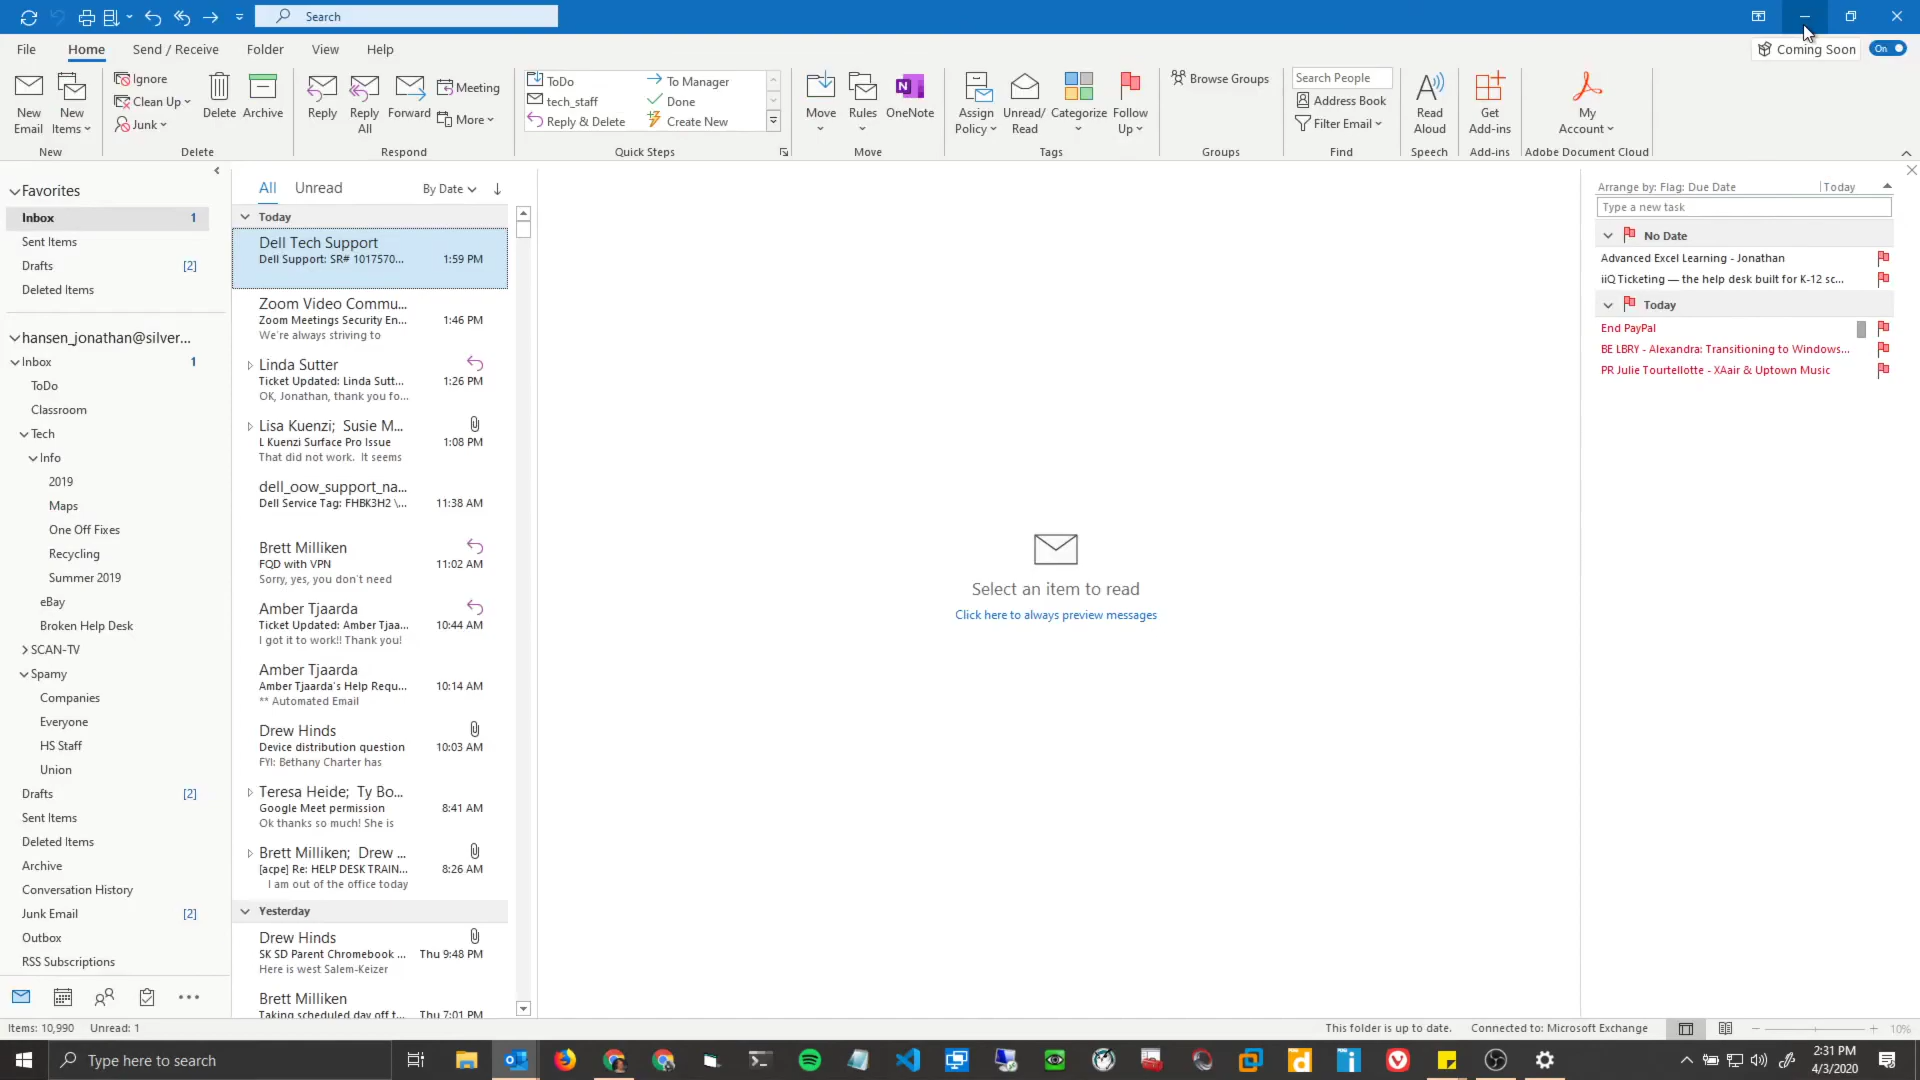 Search
File
Home
Send / Receive
Folder
View
Help
Coming Soon
On
New
Email
New
Items
New
Ignore
Clean Up
Junk
Delete
Archive
Delete
Reply
Reply
All
Forward
Meeting
More
Respond
ToDo
tech_staff
Reply & Delete
To Manager
Done
Create New
Quick Steps
Move
Rules
OneNote
Move
Assign
Policy
Unread/
Read
Categorize
Follow
Up
Tags
Browse Groups
Groups
Search People
Address Book
Filter Email
Find
Read
Aloud
Speech
Get
Add-ins
Add-ins
My
Account
Adobe Document Cloud
Favorites
Inbox 1
Sent Items
Drafts [2]
Deleted Items
hansen_jonathan@silver...
Inbox 1
ToDo
Classroom
Tech
Info
2019
Maps
One Off Fixes
Recycling
Summer 2019
eBay
Broken Help Desk
SCAN-TV
Spamy
Companies
Everyone
HS Staff
Union
Drafts [2]
Sent Items
Deleted Items
Archive
Conversation History
Junk Email [2]
Outbox
RSS Subscriptions
All Unread By Date
Today
Dell Tech Support
Dell Support: SR# 1017570... 1:59 PM
Zoom Video Commu...
Zoom Meetings Security En... 1:46 PM
We're always striving to
Linda Sutter
Ticket Updated: Linda Sutt... 1:26 PM
OK, Jonathan, thank you fo...
Lisa Kuenzi; Susie M...
L Kuenzi Surface Pro Issue 1:08 PM
That did not work. It seems
dell_oow_support_na...
Dell Service Tag: FHBK3H2 \... 11:38 AM
Brett Milliken
FQD with VPN 11:02 AM
Sorry, yes, you don't need
Amber Tjaarda
Ticket Updated: Amber Tjaa... 10:44 AM
I got it to work!! Thank you!
Amber Tjaarda
Amber Tjaarda's Help Requ... 10:14 AM
** Automated Email
Drew Hinds
Device distribution question 10:03 AM
FYI: Bethany Charter has
Teresa Heide; Ty Bo...
Google Meet permission 8:41 AM
Ok thanks so much! She is
Brett Milliken; Drew ...
[acpe] Re: HELP DESK TRAIN... 8:26 AM
I am out of the office today
Yesterday
Drew Hinds
SK SD Parent Chromebook ... Thu 9:48 PM
Here is west Salem-Keizer
Brett Milliken
Taking scheduled day off t... Thu 7:01 PM
Select an item to read
Click here to always preview messages
Arrange by: Flag: Due Date Today
Type a new task
No Date
Advanced Excel Learning - Jonathan
iiQ Ticketing — the help desk built for K-12 sc...
Today
End PayPal
BE LBRY - Alexandra: Transitioning to Windows...
PR Julie Tourtellotte - XAair & Uptown Music
Items: 10,990 Unread: 1
This folder is up to date. Connected to: Microsoft Exchange
10%
Type here to search
2:31 PM
4/3/2020